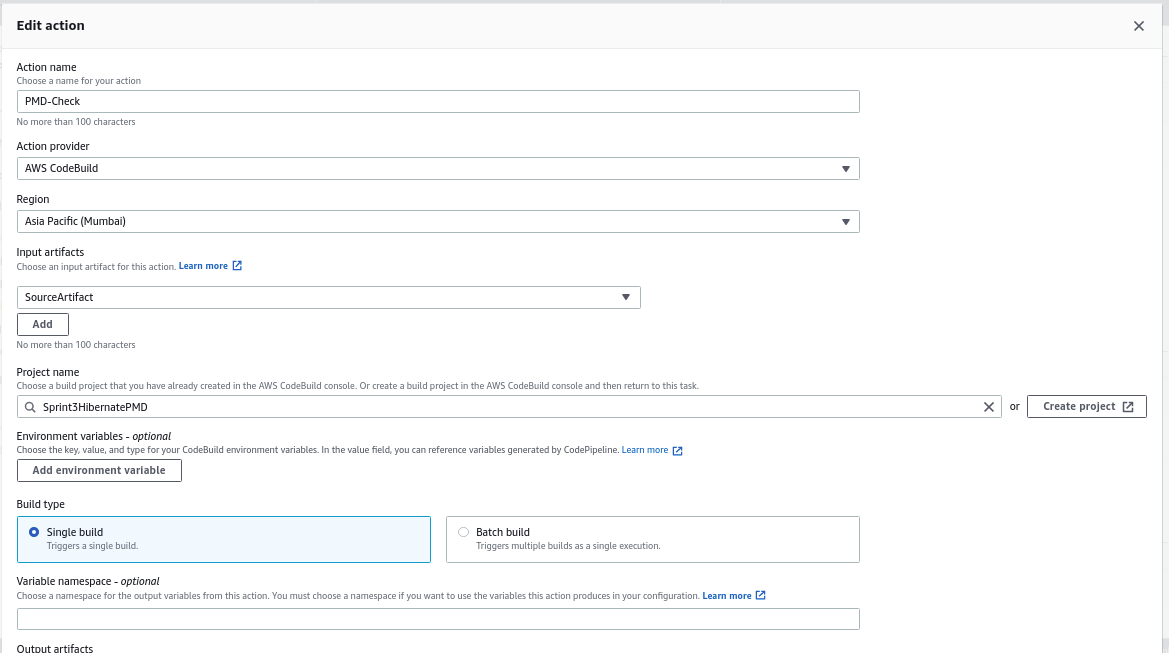 Edit action
Action name
Choose a name for your action
PMD-Check
No more than 100 characters
Action provider
AWS CodeBuild
Region
Asia Pacific (Mumbai)
Input artifacts
Choose an input artifact for this action. Learn more
SourceArtifact
Add
No more than 100 characters
Project name
Choose a build project that you have already created in the AWS CodeBuild console. Or create a build project in the AWS CodeBuild console and then return to this task.
Sprint3HibernatePMD or Create project
Environment variables - optional
Choose the key, value, and type for your CodeBuild environment variables. In the value field, you can reference variables generated by CodePipeline. Learn more
Add environment variable
Build type
Single build
Triggers a single build.
Batch build
Triggers multiple builds as a single execution.
Variable namespace - optional
Choose a namespace for the output variables from this action. You must choose a namespace if you want to use the variables this action produces in your configuration. Learn more
Output artifacts